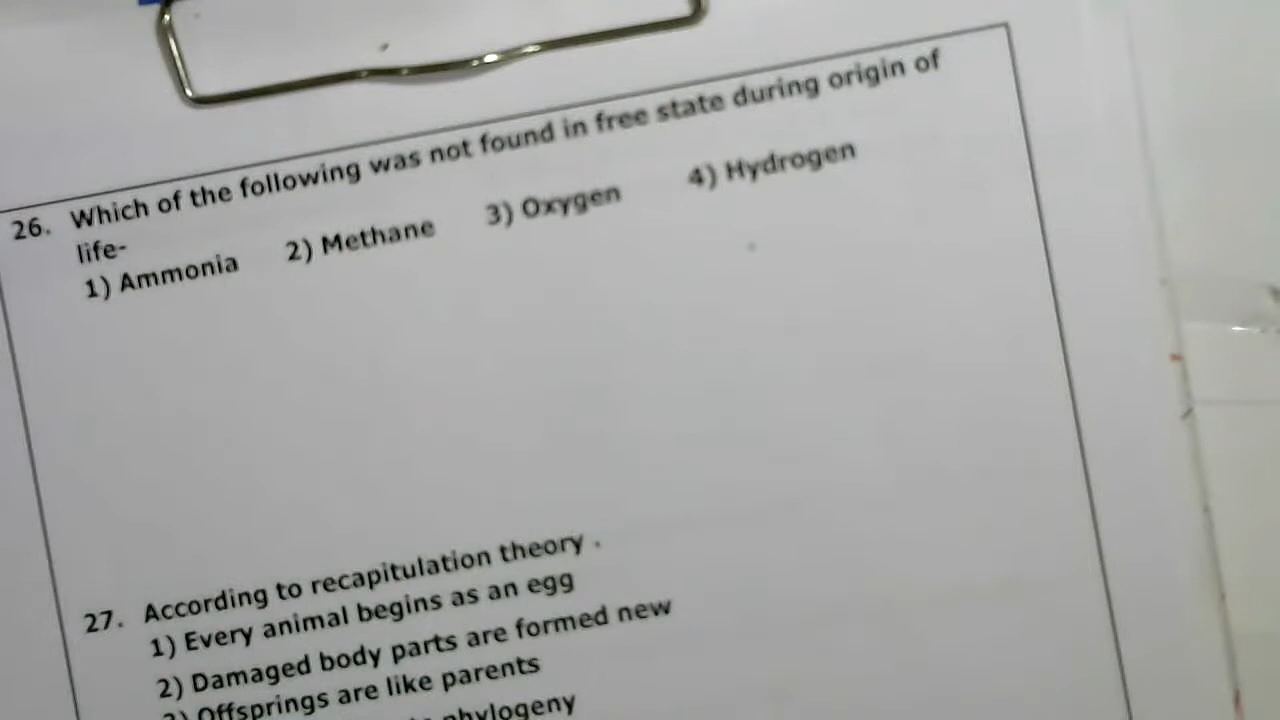 26. Which of the following was not found in free state during origin of
life-
1) Ammonia 2) Methane 3) Oxygen 4) Hydrogen
27. According to recapitulation theory .
1) Every animal begins as an egg
2) Damaged body parts are formed new
3) Offsprings are like parents
phylogeny